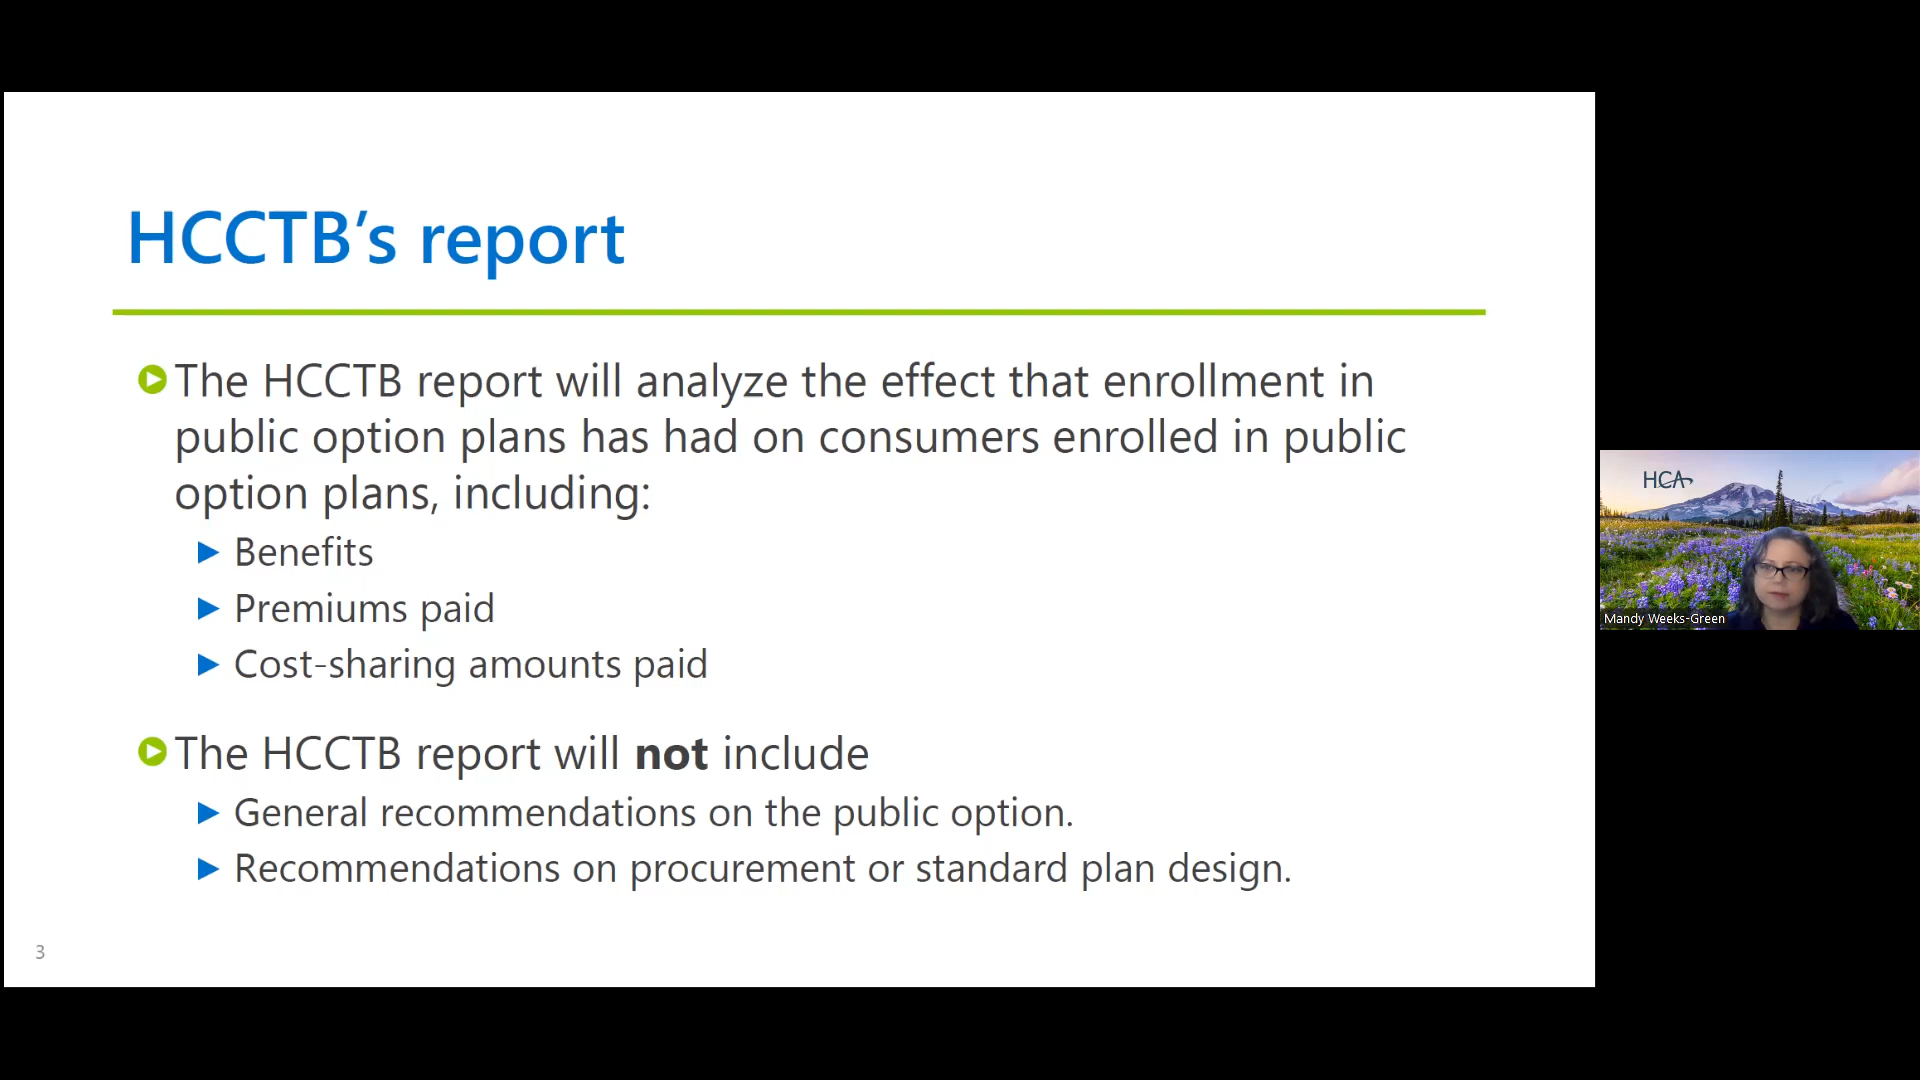 HCCTB’s report
The HCCTB report will analyze the effect that enrollment in
public option plans has had on consumers enrolled in public
option plans, including:
Benefits
Premiums paid
Cost-sharing amounts paid
The HCCTB report will not include
General recommendations on the public option.
Recommendations on procurement or standard plan design.
3
HCA
Mandy Weeks-Green